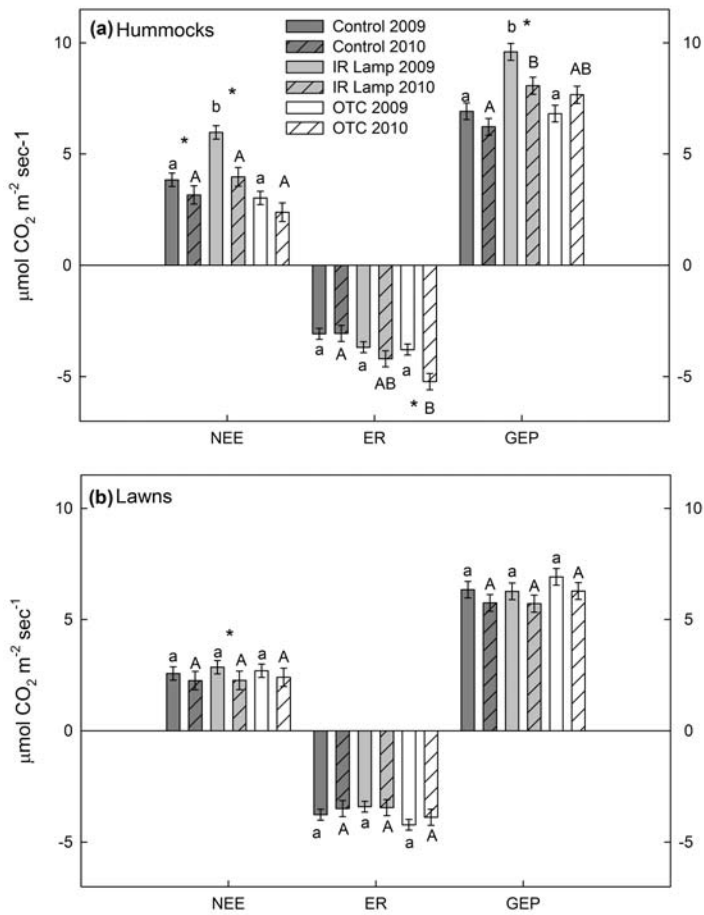 (a) Hummocks
Control 2009
Control 2010
IR Lamp 2009
IR Lamp 2010
OTC 2009
OTC 2010
10
5
0
-5
10
5
0
-5
μmol CO₂ m⁻² sec-1
a * A b * A a A
a A a AB a * B
a A b * B a AB
NEE ER GEP
(b) Lawns
10
5
0
-5
10
5
0
-5
μmol CO₂ m⁻² sec⁻¹
a A a * A a A
a A a A a A
a A a A a A
NEE ER GEP